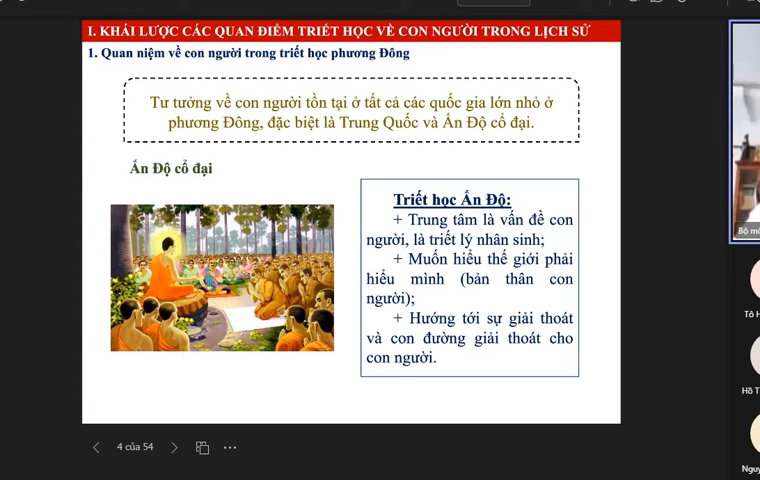 I. KHÁI LƯỢC CÁC QUAN ĐIỂM TRIẾT HỌC VỀ CON NGƯỜI TRONG LỊCH SỬ
1. Quan niệm về con người trong triết học phương Đông
Tư tưởng về con người tồn tại ở tất cả các quốc gia lớn nhỏ ở
phương Đông, đặc biệt là Trung Quốc và Ấn Độ cổ đại.
Ấn Độ cổ đại
Triết học Ấn Độ:
+ Trung tâm là vấn đề con
người, là triết lý nhân sinh;
+ Muốn hiểu thế giới phải
hiểu mình (bản thân con
người);
+ Hướng tới sự giải thoát
và con đường giải thoát cho
con người.
4 của 54
Bộ
Tô
Hồ